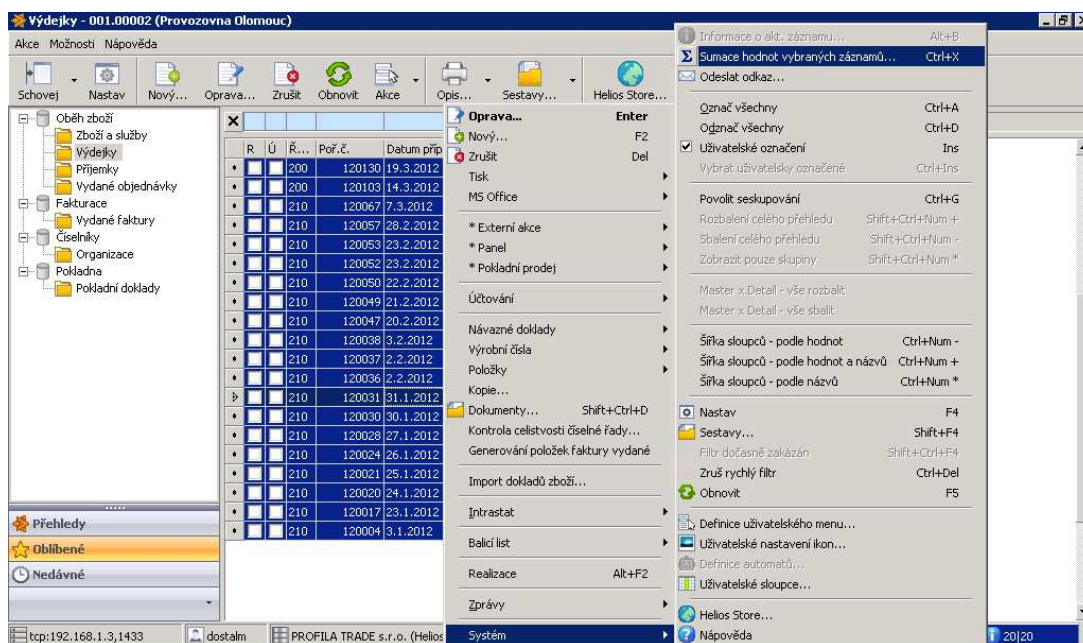 Výdejky - 001.00002 (Provozovna Olomouc)
Akce Možnosti Nápověda
Schovej Nastav Nový... Oprava... Zrušit Obnovit Akce Opis... Sestavy... Helios Store...
Oběh zboží
Zboží a služby
Výdejky
Příjemky
Vydané objednávky
Fakturace
Vydané faktury
Číselníky
Organizace
Pokladna
Pokladní doklady
Přehledy
Oblíbené
Nedávné
R Ú Ř... Poř.č. Datum příp
200 120130 19.3.2012
200 120103 14.3.2012
210 120067 7.3.2012
210 120057 28.2.2012
210 120053 23.2.2012
210 120052 23.2.2012
210 120050 22.2.2012
210 120049 21.2.2012
210 120047 20.2.2012
210 120038 3.2.2012
210 120037 2.2.2012
210 120036 2.2.2012
210 120031 31.1.2012
210 120030 30.1.2012
210 120028 27.1.2012
210 120024 26.1.2012
210 120021 25.1.2012
210 120020 24.1.2012
210 120017 23.1.2012
210 120004 3.1.2012
Oprava... Enter
Nový... F2
Zrušit Del
Tisk
MS Office
* Externí akce
* Panel
* Pokladní prodej
Účtování
Návazné doklady
Výrobní čísla
Položky
Kopie...
Dokumenty... Shift+Ctrl+D
Kontrola celistvosti číselné řady...
Generování položek faktury vydané
Import dokladů zboží...
Intrastat
Balicí list
Realizace Alt+F2
Zprávy
Systém
Informace o akt. záznamu... Alt+B
Sumace hodnot vybraných záznamů... Ctrl+X
Odeslat odkaz...
Označ všechny Ctrl+A
Odznač všechny Ctrl+D
Uživatelské označení Ins
Vybrat uživatelsky označené Ctrl+Ins
Povolit seskupování Ctrl+G
Rozbalení celého přehledu Shift+Ctrl+Num +
Sbalení celého přehledu Shift+Ctrl+Num -
Zobrazit pouze skupiny Shift+Ctrl+Num *
Master x Detail - vše rozbalit
Master x Detail - vše sbalit
Šířka sloupců - podle hodnot Ctrl+Num -
Šířka sloupců - podle hodnot a názvů Ctrl+Num +
Šířka sloupců - podle názvů Ctrl+Num *
Nastav F4
Sestavy... Shift+F4
Filtr dočasně zakázán Shift+Ctrl+F4
Zruš rychlý filtr Ctrl+Del
Obnovit F5
Definice uživatelského menu...
Uživatelské nastavení ikon...
Definice automatů...
Uživatelské sloupce...
Helios Store...
Nápověda
tcp:192.168.1.3,1433 dostalm PROFILA TRADE s.r.o. (Helios 20|20